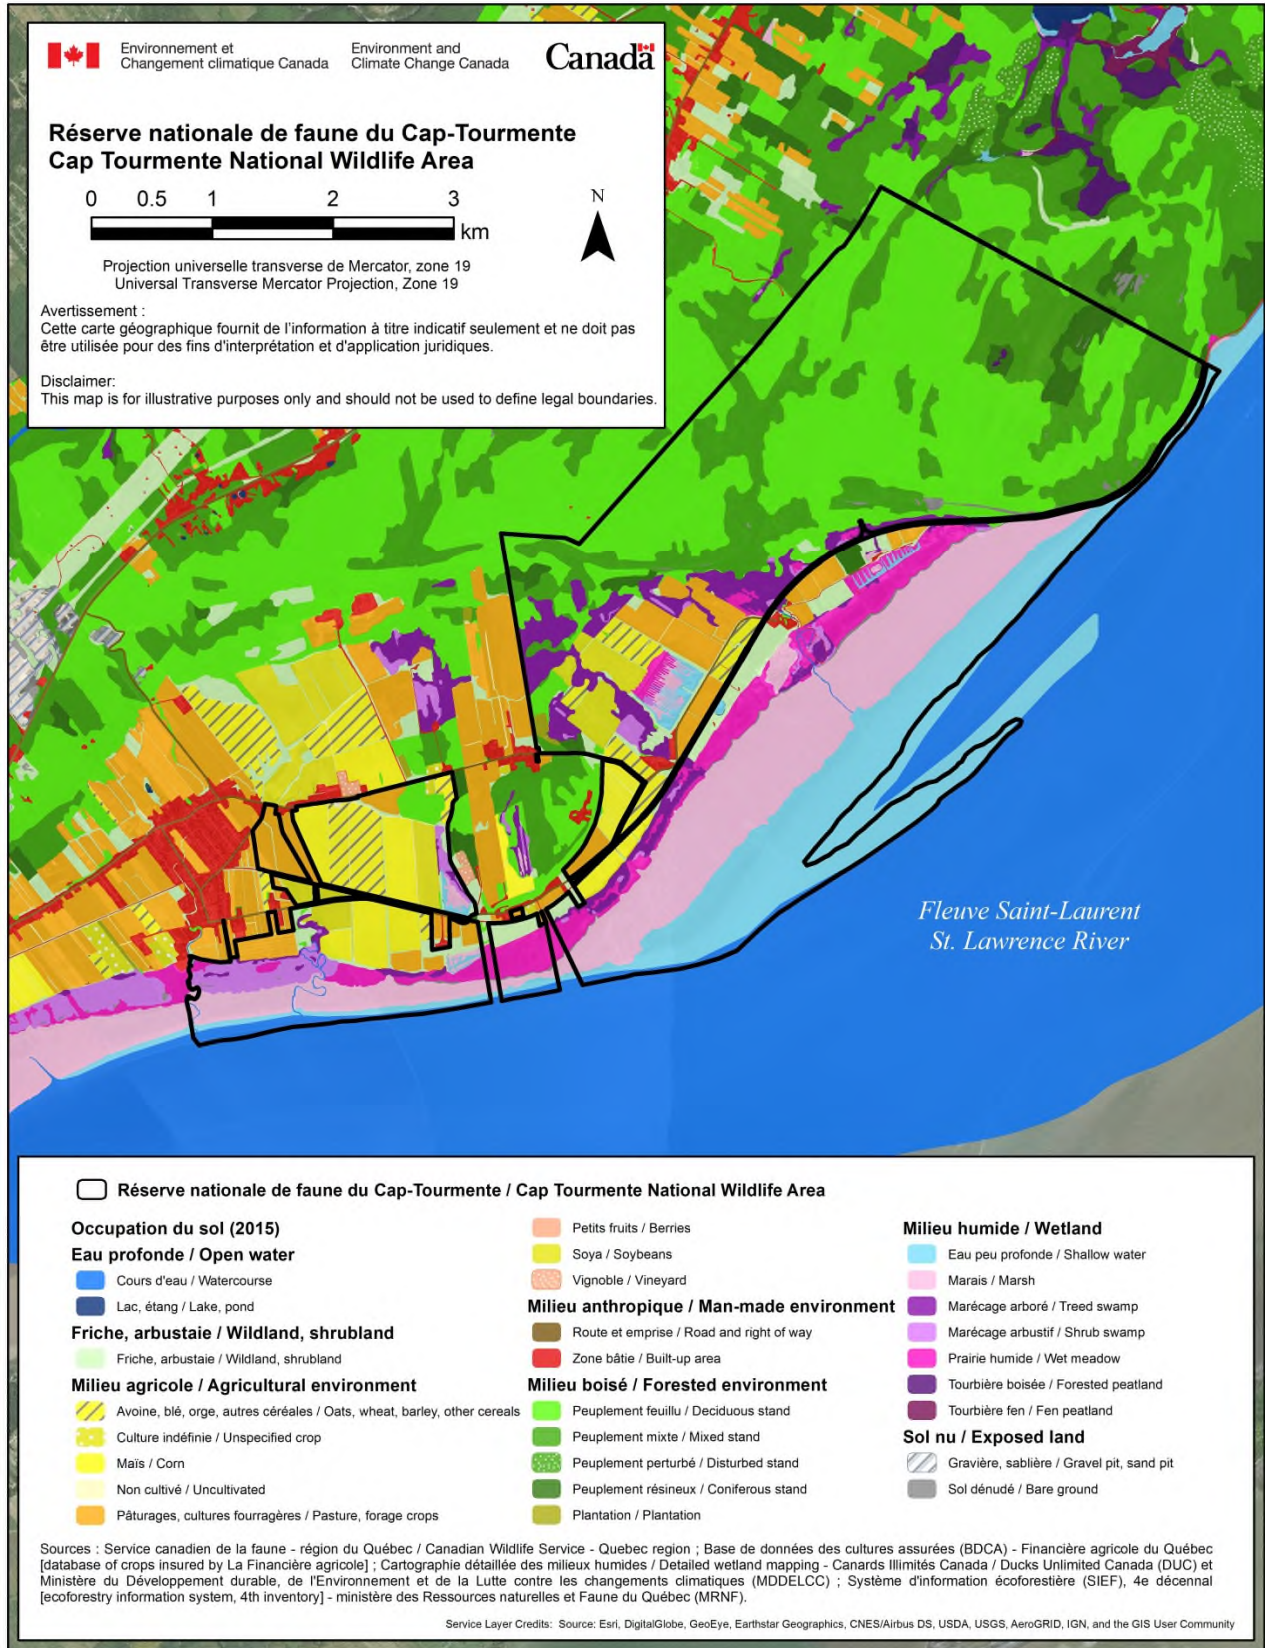 Environnement et
Changement climatique Canada
Environment and
Climate Change Canada
Canada
Réserve nationale de faune du Cap-Tourmente
Cap Tourmente National Wildlife Area
0 0.5 1 2 3
km
N
Projection universelle transverse de Mercator, zone 19
Universal Transverse Mercator Projection, Zone 19
Avertissement :
Cette carte géographique fournit de l'information à titre indicatif seulement et ne doit pas
être utilisée pour des fins d'interprétation et d'application juridiques.
Disclaimer:
This map is for illustrative purposes only and should not be used to define legal boundaries.
Fleuve Saint-Laurent
St. Lawrence River
Réserve nationale de faune du Cap-Tourmente / Cap Tourmente National Wildlife Area
Occupation du sol (2015)
Eau profonde / Open water
Cours d'eau / Watercourse
Lac, étang / Lake, pond
Friche, arbustaie / Wildland, shrubland
Friche, arbustaie / Wildland, shrubland
Milieu agricole / Agricultural environment
Avoine, blé, orge, autres céréales / Oats, wheat, barley, other cereals
Culture indéfinie / Unspecified crop
Maïs / Corn
Non cultivé / Uncultivated
Pâturages, cultures fourragères / Pasture, forage crops
Petits fruits / Berries
Soya / Soybeans
Vignoble / Vineyard
Milieu anthropique / Man-made environment
Route et emprise / Road and right of way
Zone bâtie / Built-up area
Milieu boisé / Forested environment
Peuplement feuillu / Deciduous stand
Peuplement mixte / Mixed stand
Peuplement perturbé / Disturbed stand
Peuplement résineux / Coniferous stand
Plantation / Plantation
Milieu humide / Wetland
Eau peu profonde / Shallow water
Marais / Marsh
Marécage arboré / Treed swamp
Marécage arbustif / Shrub swamp
Prairie humide / Wet meadow
Tourbière boisée / Forested peatland
Tourbière fen / Fen peatland
Sol nu / Exposed land
Gravière, sablière / Gravel pit, sand pit
Sol dénudé / Bare ground
Sources : Service canadien de la faune - région du Québec / Canadian Wildlife Service - Quebec region ; Base de données des cultures assurées (BDCA) - Financière agricole du Québec
[database of crops insured by La Financière agricole] ; Cartographie détaillée des milieux humides / Detailed wetland mapping - Canards Illimités Canada / Ducks Unlimited Canada (DUC) et
Ministère du Développement durable, de l'Environnement et de la Lutte contre les changements climatiques (MDDELCC) ; Système d'information écoforestière (SIEF), 4e décennal
[ecoforestry information system, 4th inventory] - ministère des Ressources naturelles et Faune du Québec (MRNF).
Service Layer Credits: Source: Esri, DigitalGlobe, GeoEye, Earthstar Geographics, CNES/Airbus DS, USDA, USGS, AeroGRID, IGN, and the GIS User Community